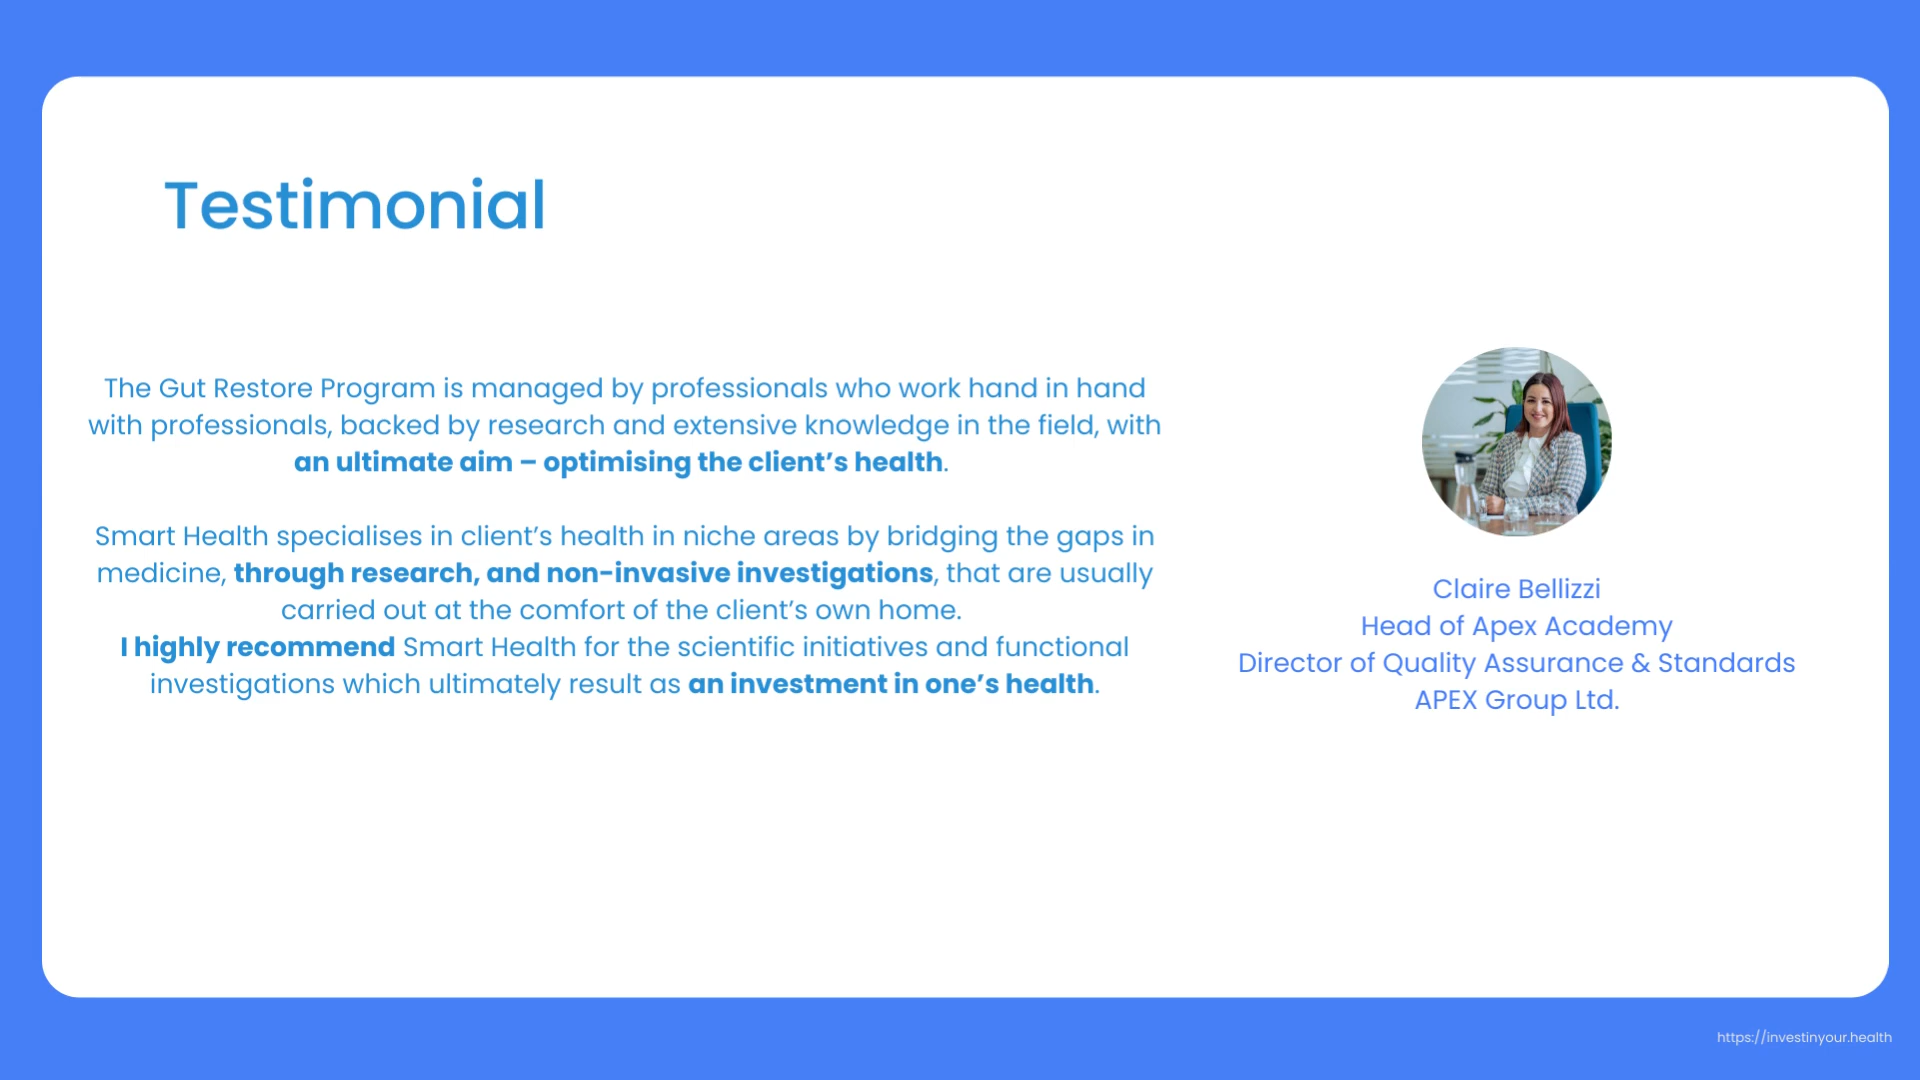 Testimonial
The Gut Restore Program is managed by professionals who work hand in hand
with professionals, backed by research and extensive knowledge in the field, with
an ultimate aim – optimising the client’s health.
Smart Health specialises in client’s health in niche areas by bridging the gaps in
medicine, through research, and non-invasive investigations, that are usually
carried out at the comfort of the client’s own home.
I highly recommend Smart Health for the scientific initiatives and functional
investigations which ultimately result as an investment in one’s health.
Claire Bellizzi
Head of Apex Academy
Director of Quality Assurance & Standards
APEX Group Ltd.
https://investinyour.health